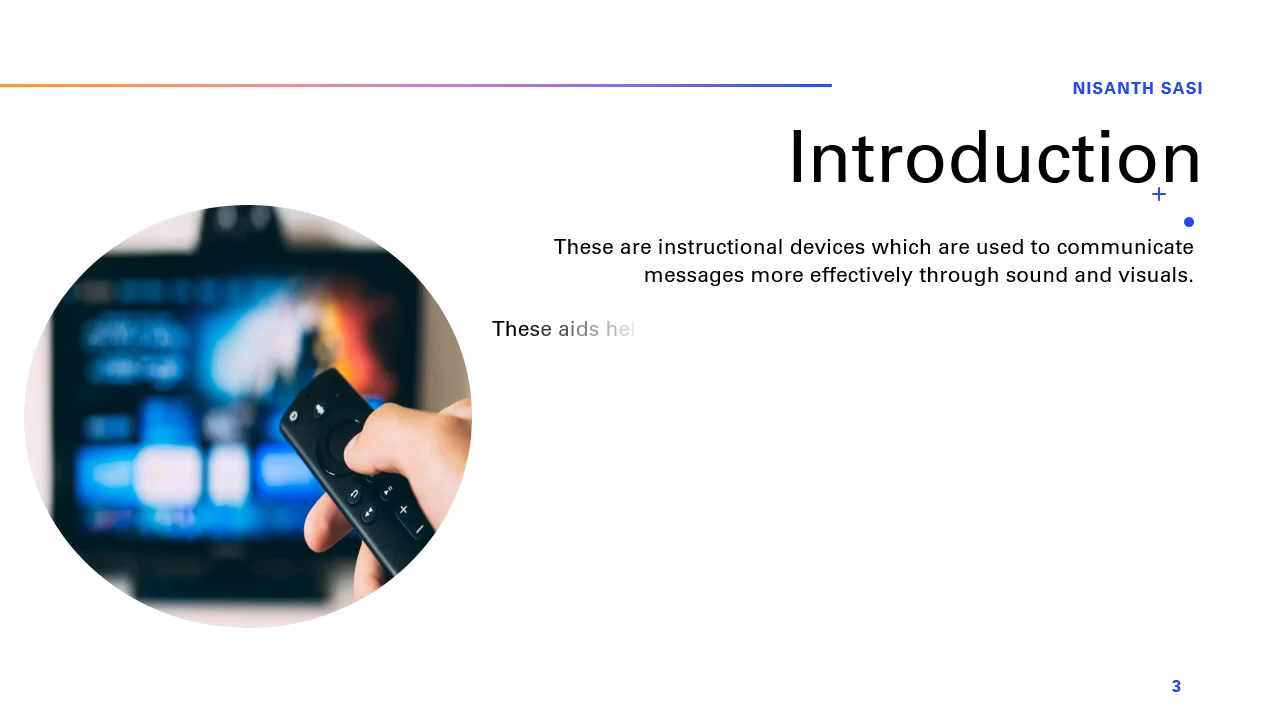 NISANTH SASI
Introduction
These are instructional devices which are used to communicate
messages more effectively through sound and visuals.
These aids hel
3